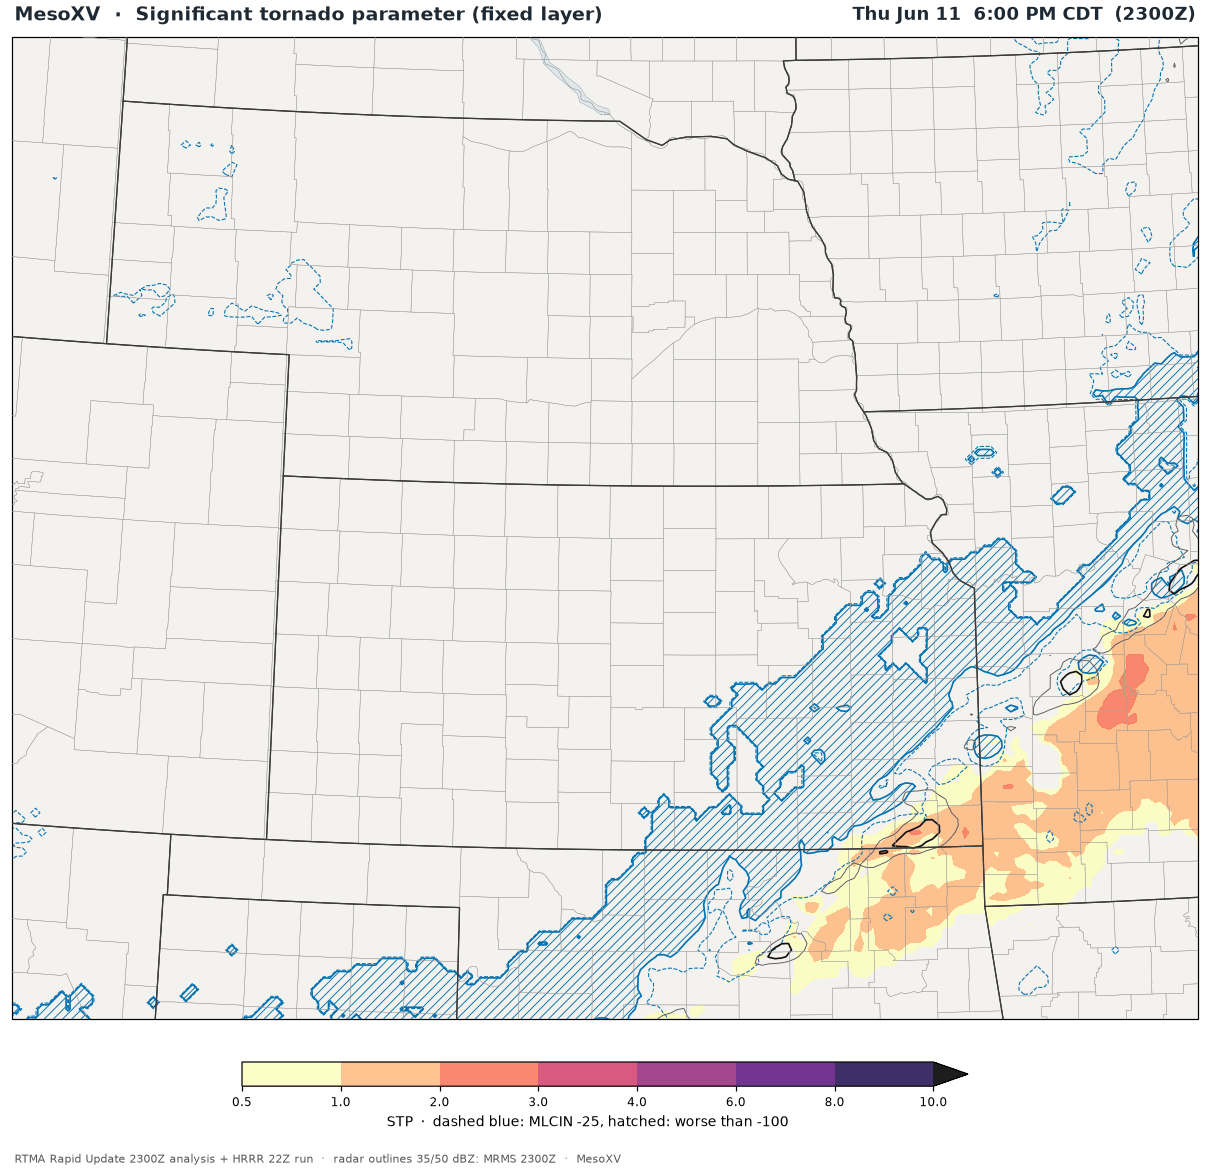 MesoXV · Significant tornado parameter (fixed layer)
Thu Jun 11 6:00 PM CDT (2300Z)
0.5 1.0 2.0 3.0 4.0 6.0 8.0 10.0
STP · dashed blue: MLCIN -25, hatched: worse than -100
RTMA Rapid Update 2300Z analysis + HRRR 22Z run · radar outlines 35/50 dBZ: MRMS 2300Z · MesoXV